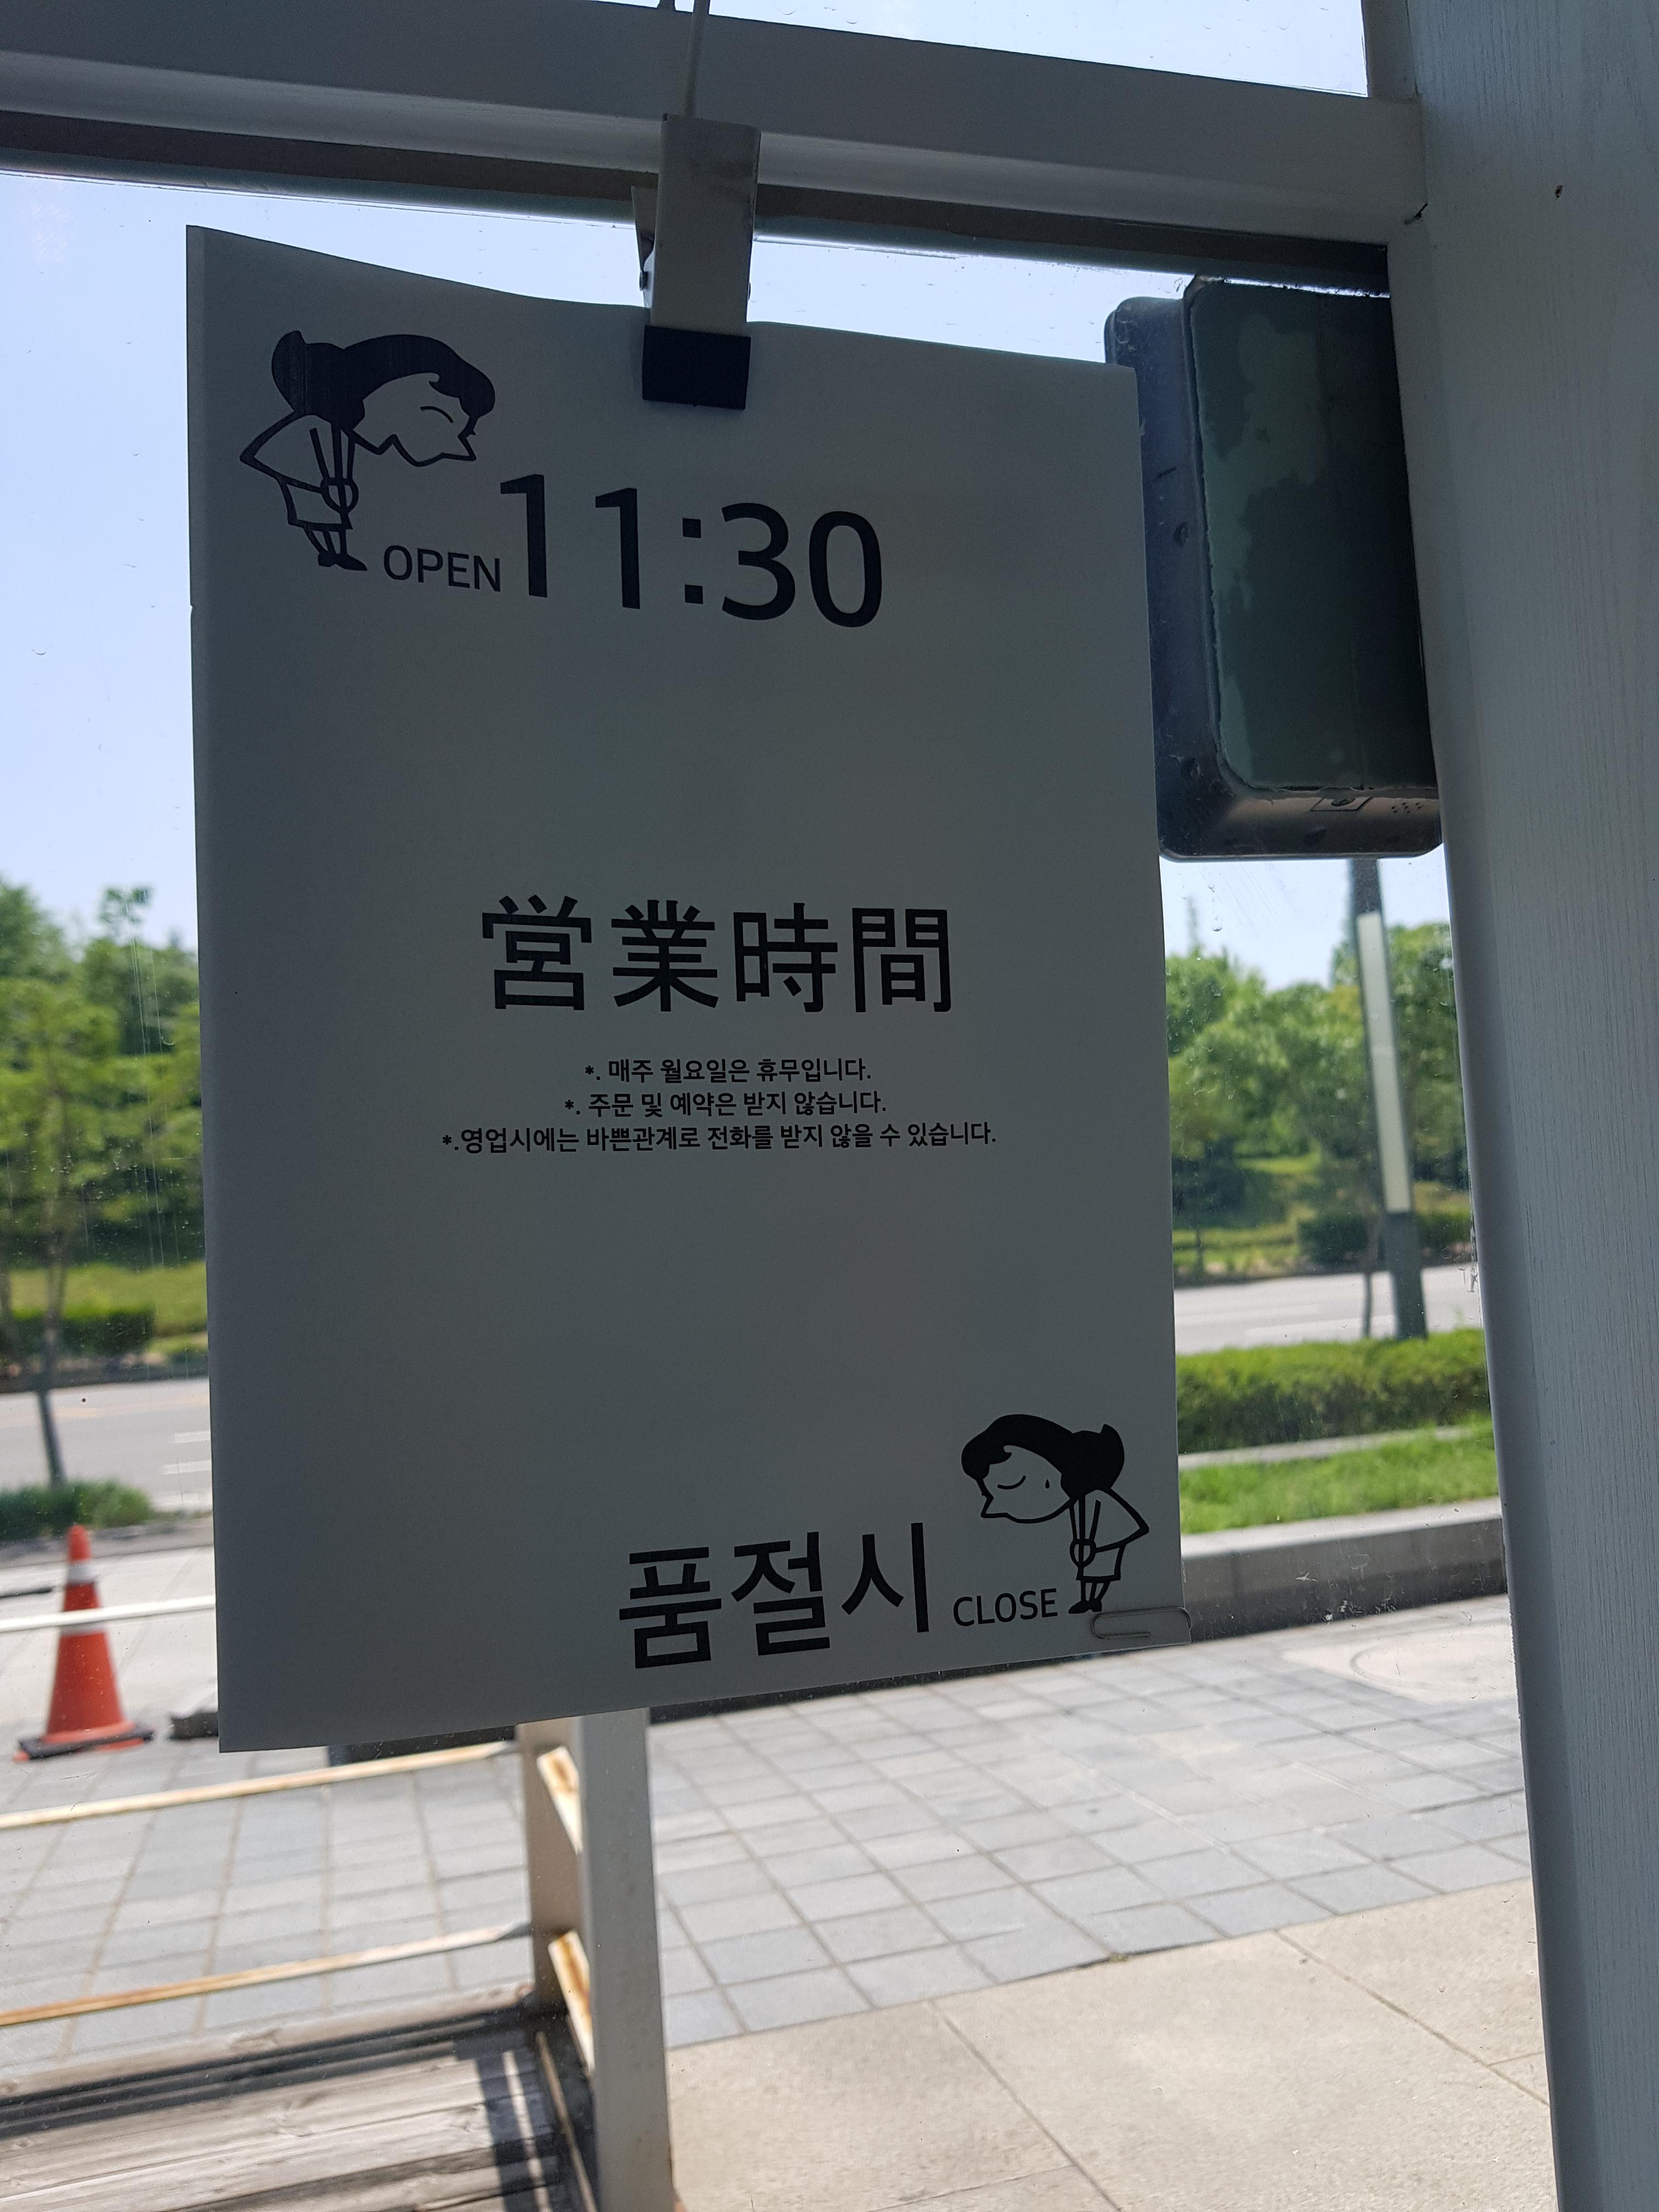 OPEN 11:30
営業時間
*. 매주 월요일은 휴무입니다.
*. 주문 및 예약은 받지 않습니다.
*.영업시에는 바쁜관계로 전화를 받지 않을 수 있습니다.
품절시 CLOSE